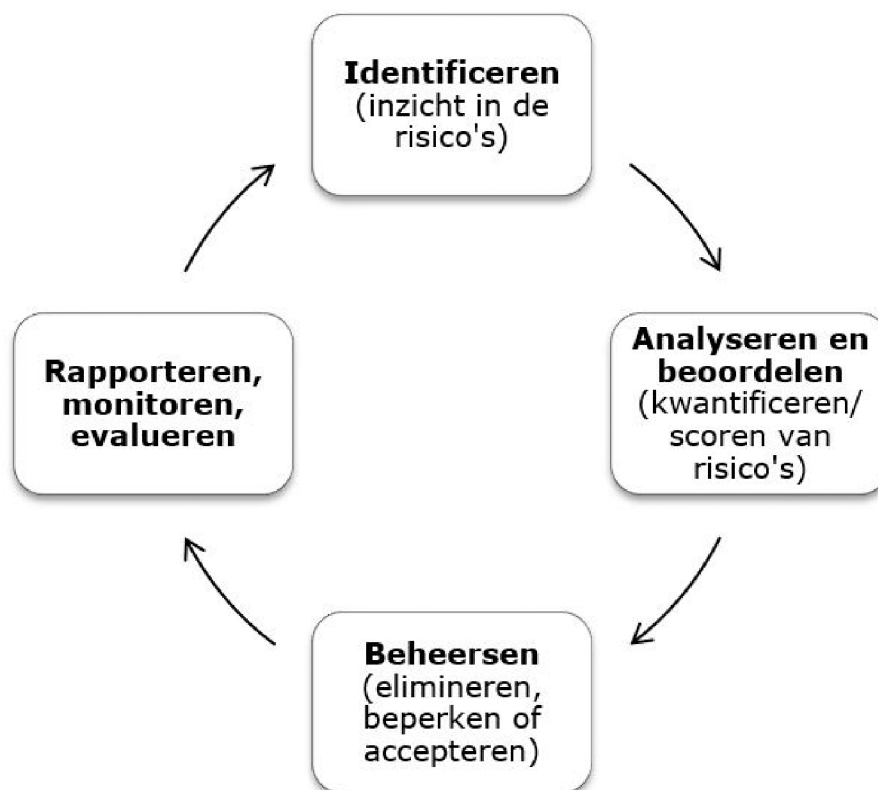 Identificeren
(inzicht in de
risico's)
Analyseren en
beoordelen
(kwantificeren/
scoren van
risico's)
Beheersen
(elimineren,
beperken of
accepteren)
Rapporteren,
monitoren,
evalueren